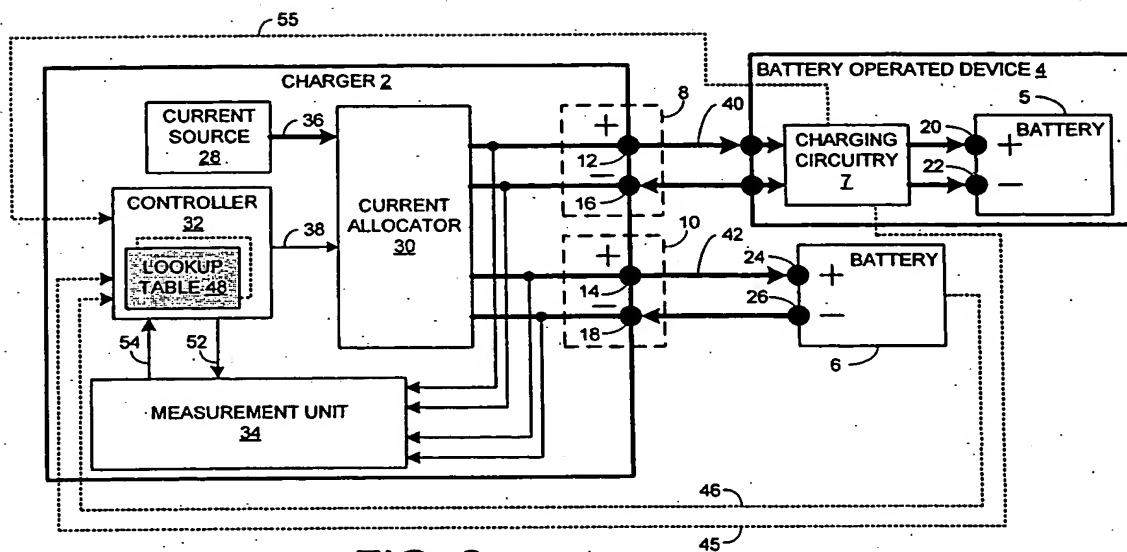 55
CHARGER 2
BATTERY OPERATED DEVICE 4
CURRENT
SOURCE
28
36
8
40
5
BATTERY
+
12
CHARGING
CIRCUITRY
7
20
+
22
−
−
16
CONTROLLER
32
38
CURRENT
ALLOCATOR
30
LOOKUP
TABLE 48
10
+
14
42
24
BATTERY
+
−
18
26
−
6
54
52
MEASUREMENT UNIT
34
46
45